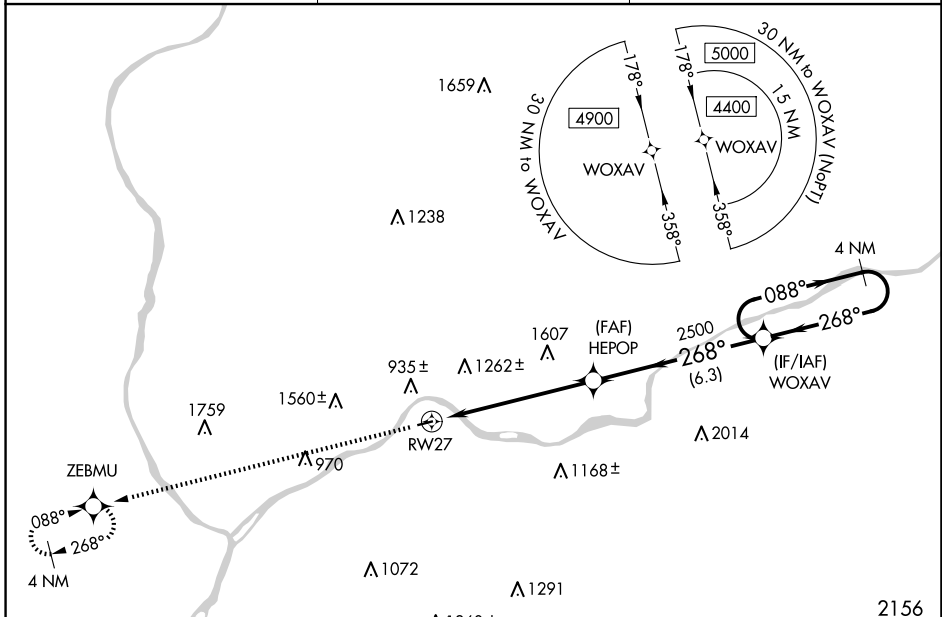 1659
30 NM to WOXAV
4900
178°
WOXAV
358°
178°
5000
30 NM to WOXAV (NoPT)
4400
15 NM
WOXAV
358°
1238
4 NM
088°
268°
(IF/IAF)
WOXAV
2500
268°
(6.3)
(FAF)
HEPOP
1607
1262±
935±
1560±
1759
RW27
970
2014
1168±
ZEBMU
088°
268°
4 NM
1072
1291
2156